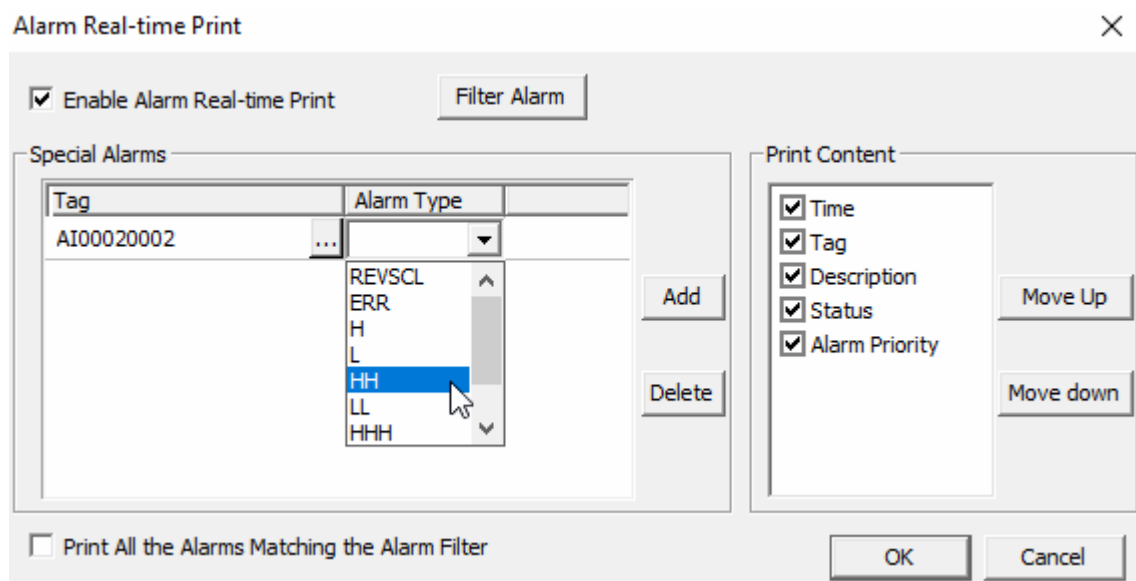 Alarm Real-time Print
Enable Alarm Real-time Print
Filter Alarm
Special Alarms
Tag Alarm Type
AI00020002 ...
REVSCL
ERR
H
L
HH
LL
HHH
Add
Delete
Print Content
Time
Tag
Description
Status
Alarm Priority
Move Up
Move down
Print All the Alarms Matching the Alarm Filter
OK
Cancel